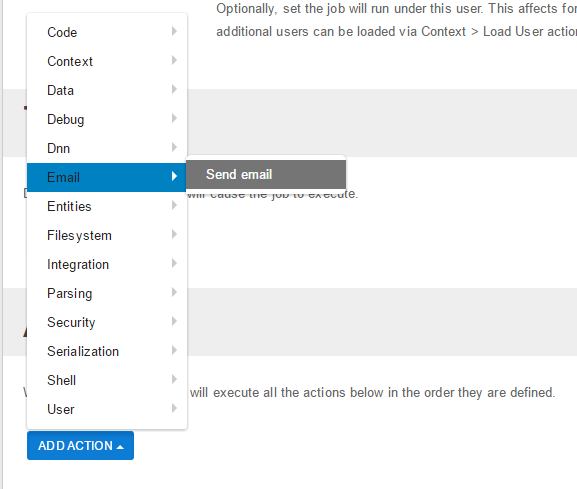 Optionally, set the job will run under this user. This affects for
additional users can be loaded via Context > Load User action
Code
Context
Data
Debug
Dnn
Email
Send email
will cause the job to execute.
Entities
Filesystem
Integration
Parsing
Security
Serialization
Shell
will execute all the actions below in the order they are defined.
User
ADD ACTION